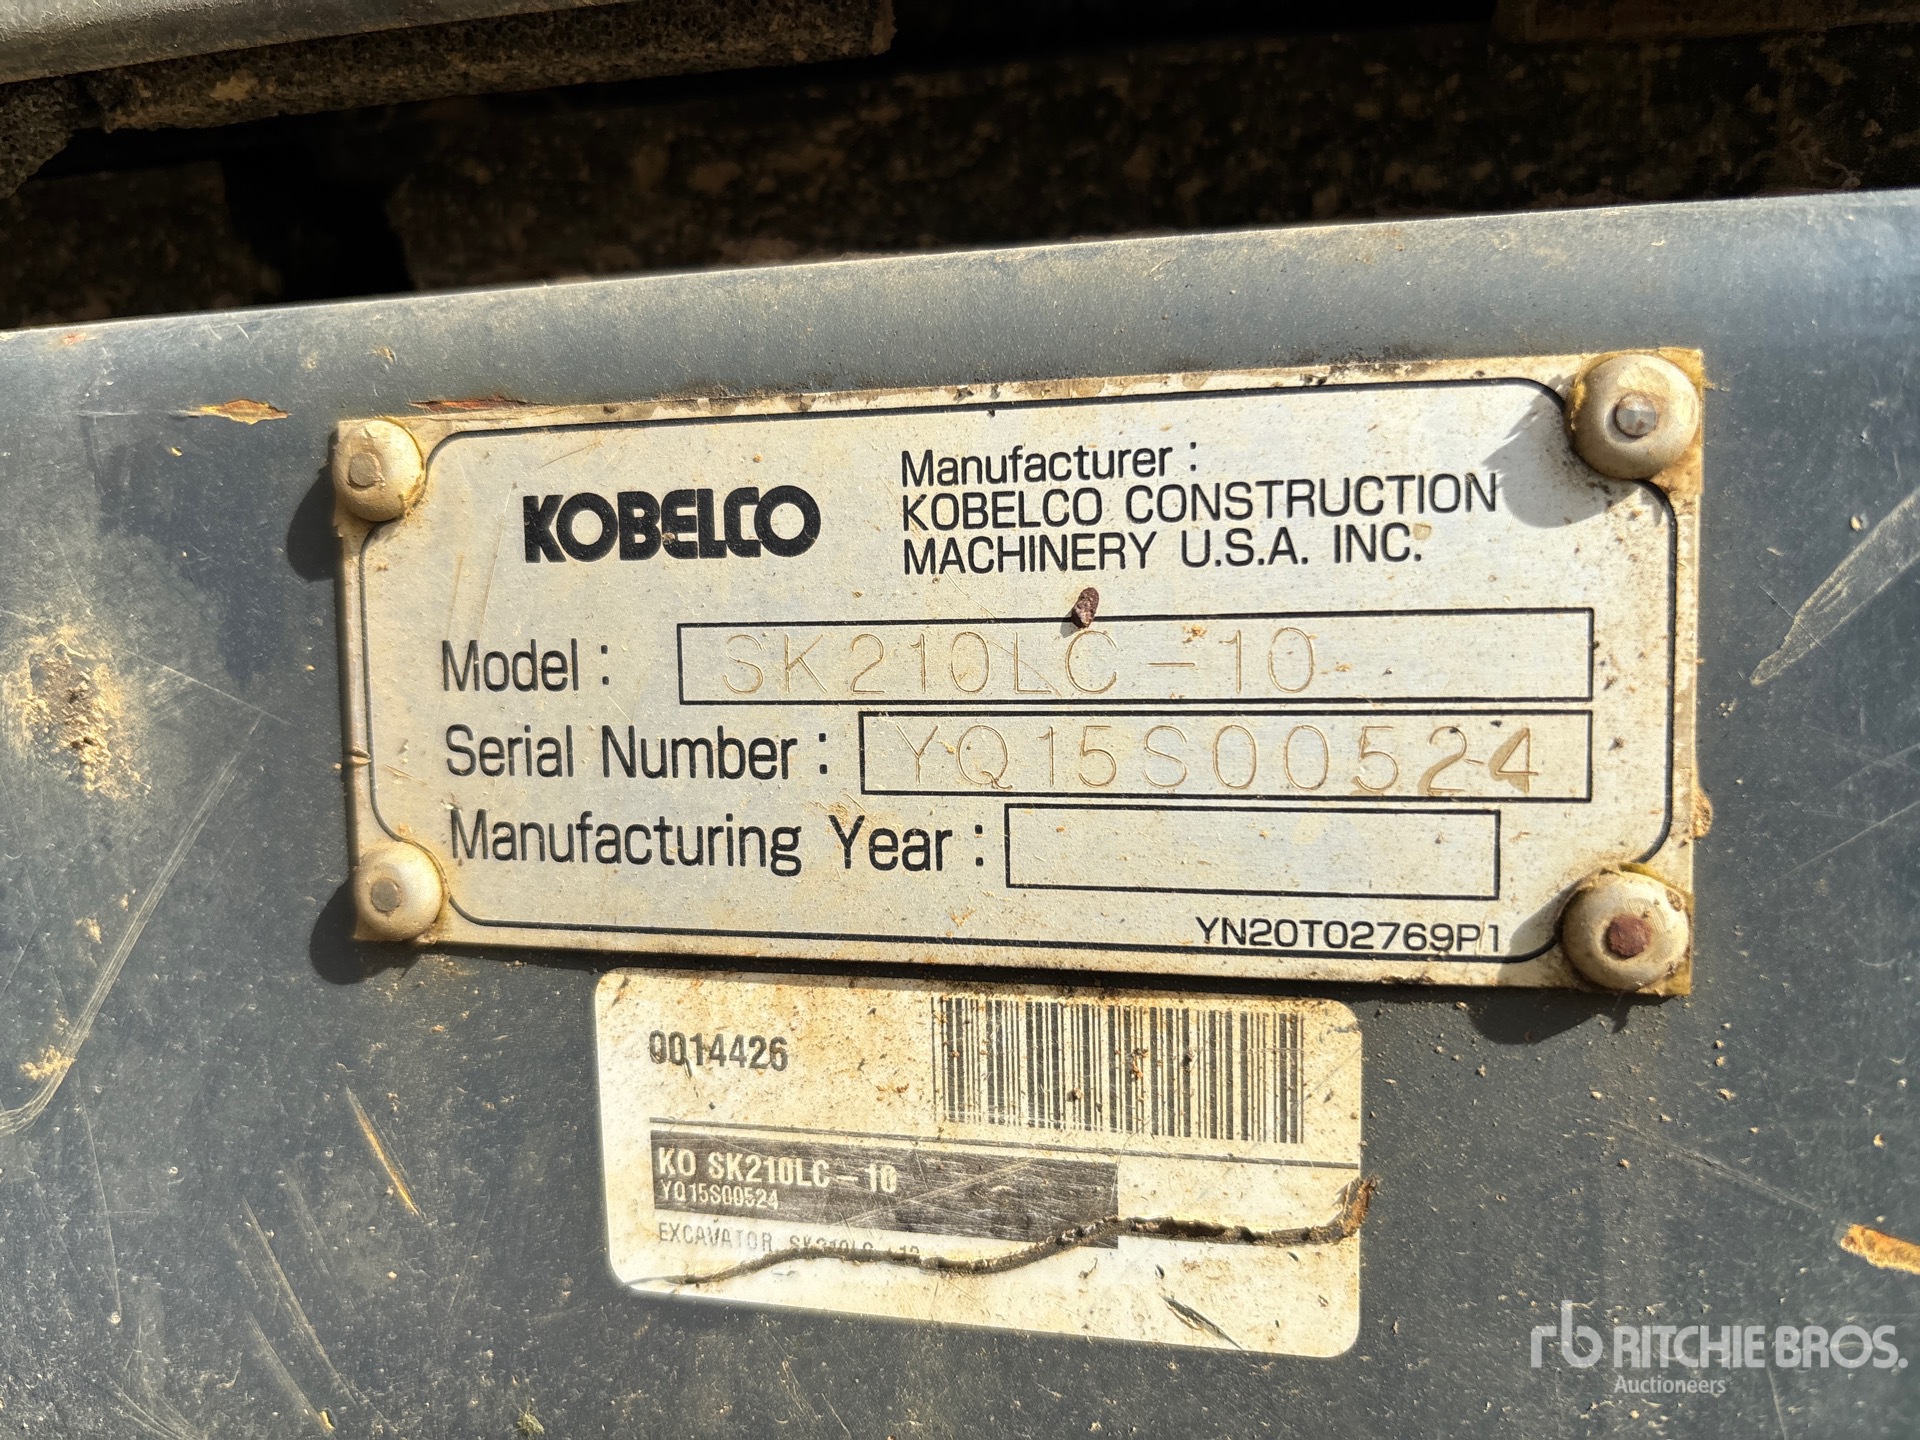 KOBELCO
Manufacturer :
KOBELCO CONSTRUCTION
MACHINERY U.S.A. INC.
Model : SK210LC-10
Serial Number : YQ15S00524
Manufacturing Year :
YN20T02769P1
0014426
KO SK210LC-10
YQ15S00524
EXCAVATOR,
rb RITCHIE BROS.
Auctioneers